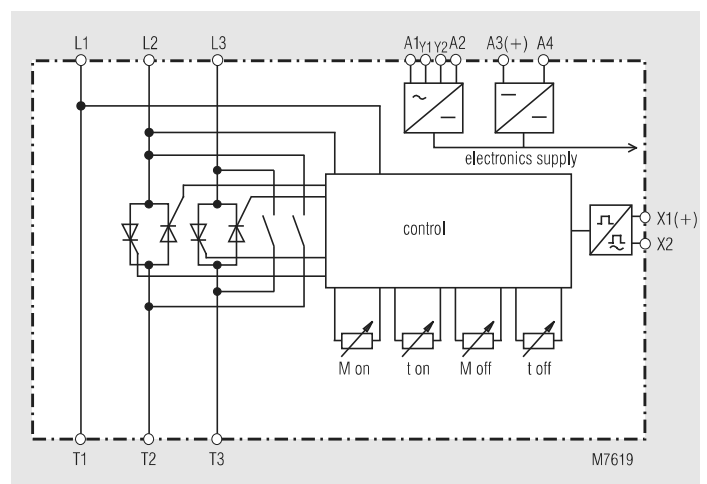 L1 L2 L3 A1 Y1 Y2 A2 A3(+) A4
electronics supply
control
X1(+)
X2
M on t on M off t off
T1 T2 T3
M7619